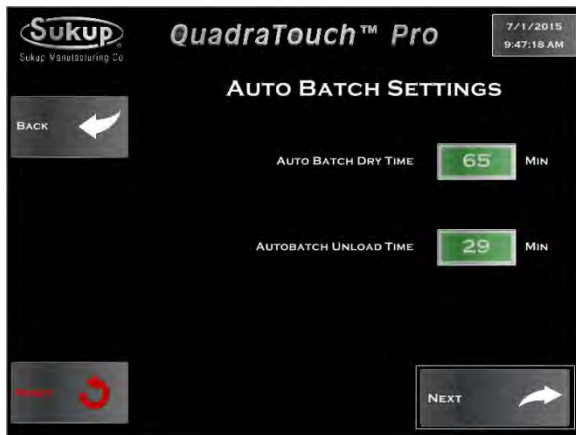 Sukup
Sukup Manufacturing Co.
QuadraTouch™ Pro
7/1/2015
9:47:18 AM
AUTO BATCH SETTINGS
BACK
AUTO BATCH DRY TIME
65
MIN
AUTOBATCH UNLOAD TIME
29
MIN
RESET
NEXT